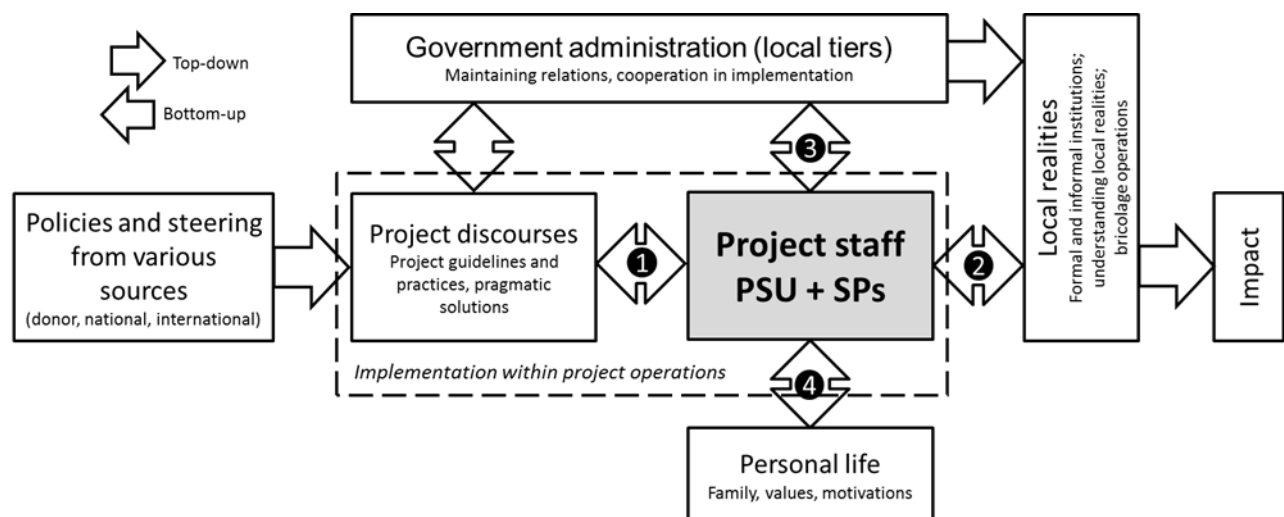 Top-down
Bottom-up
Government administration (local tiers)
Maintaining relations, cooperation in implementation
3
Policies and steering
from various
sources
(donor, national, international)
Project discourses
Project guidelines and
practices, pragmatic
solutions
1
Project staff
PSU + SPs
2
Local realities
Formal and informal institutions;
understanding local realities;
bricolage operations
Impact
Implementation within project operations
4
Personal life
Family, values, motivations